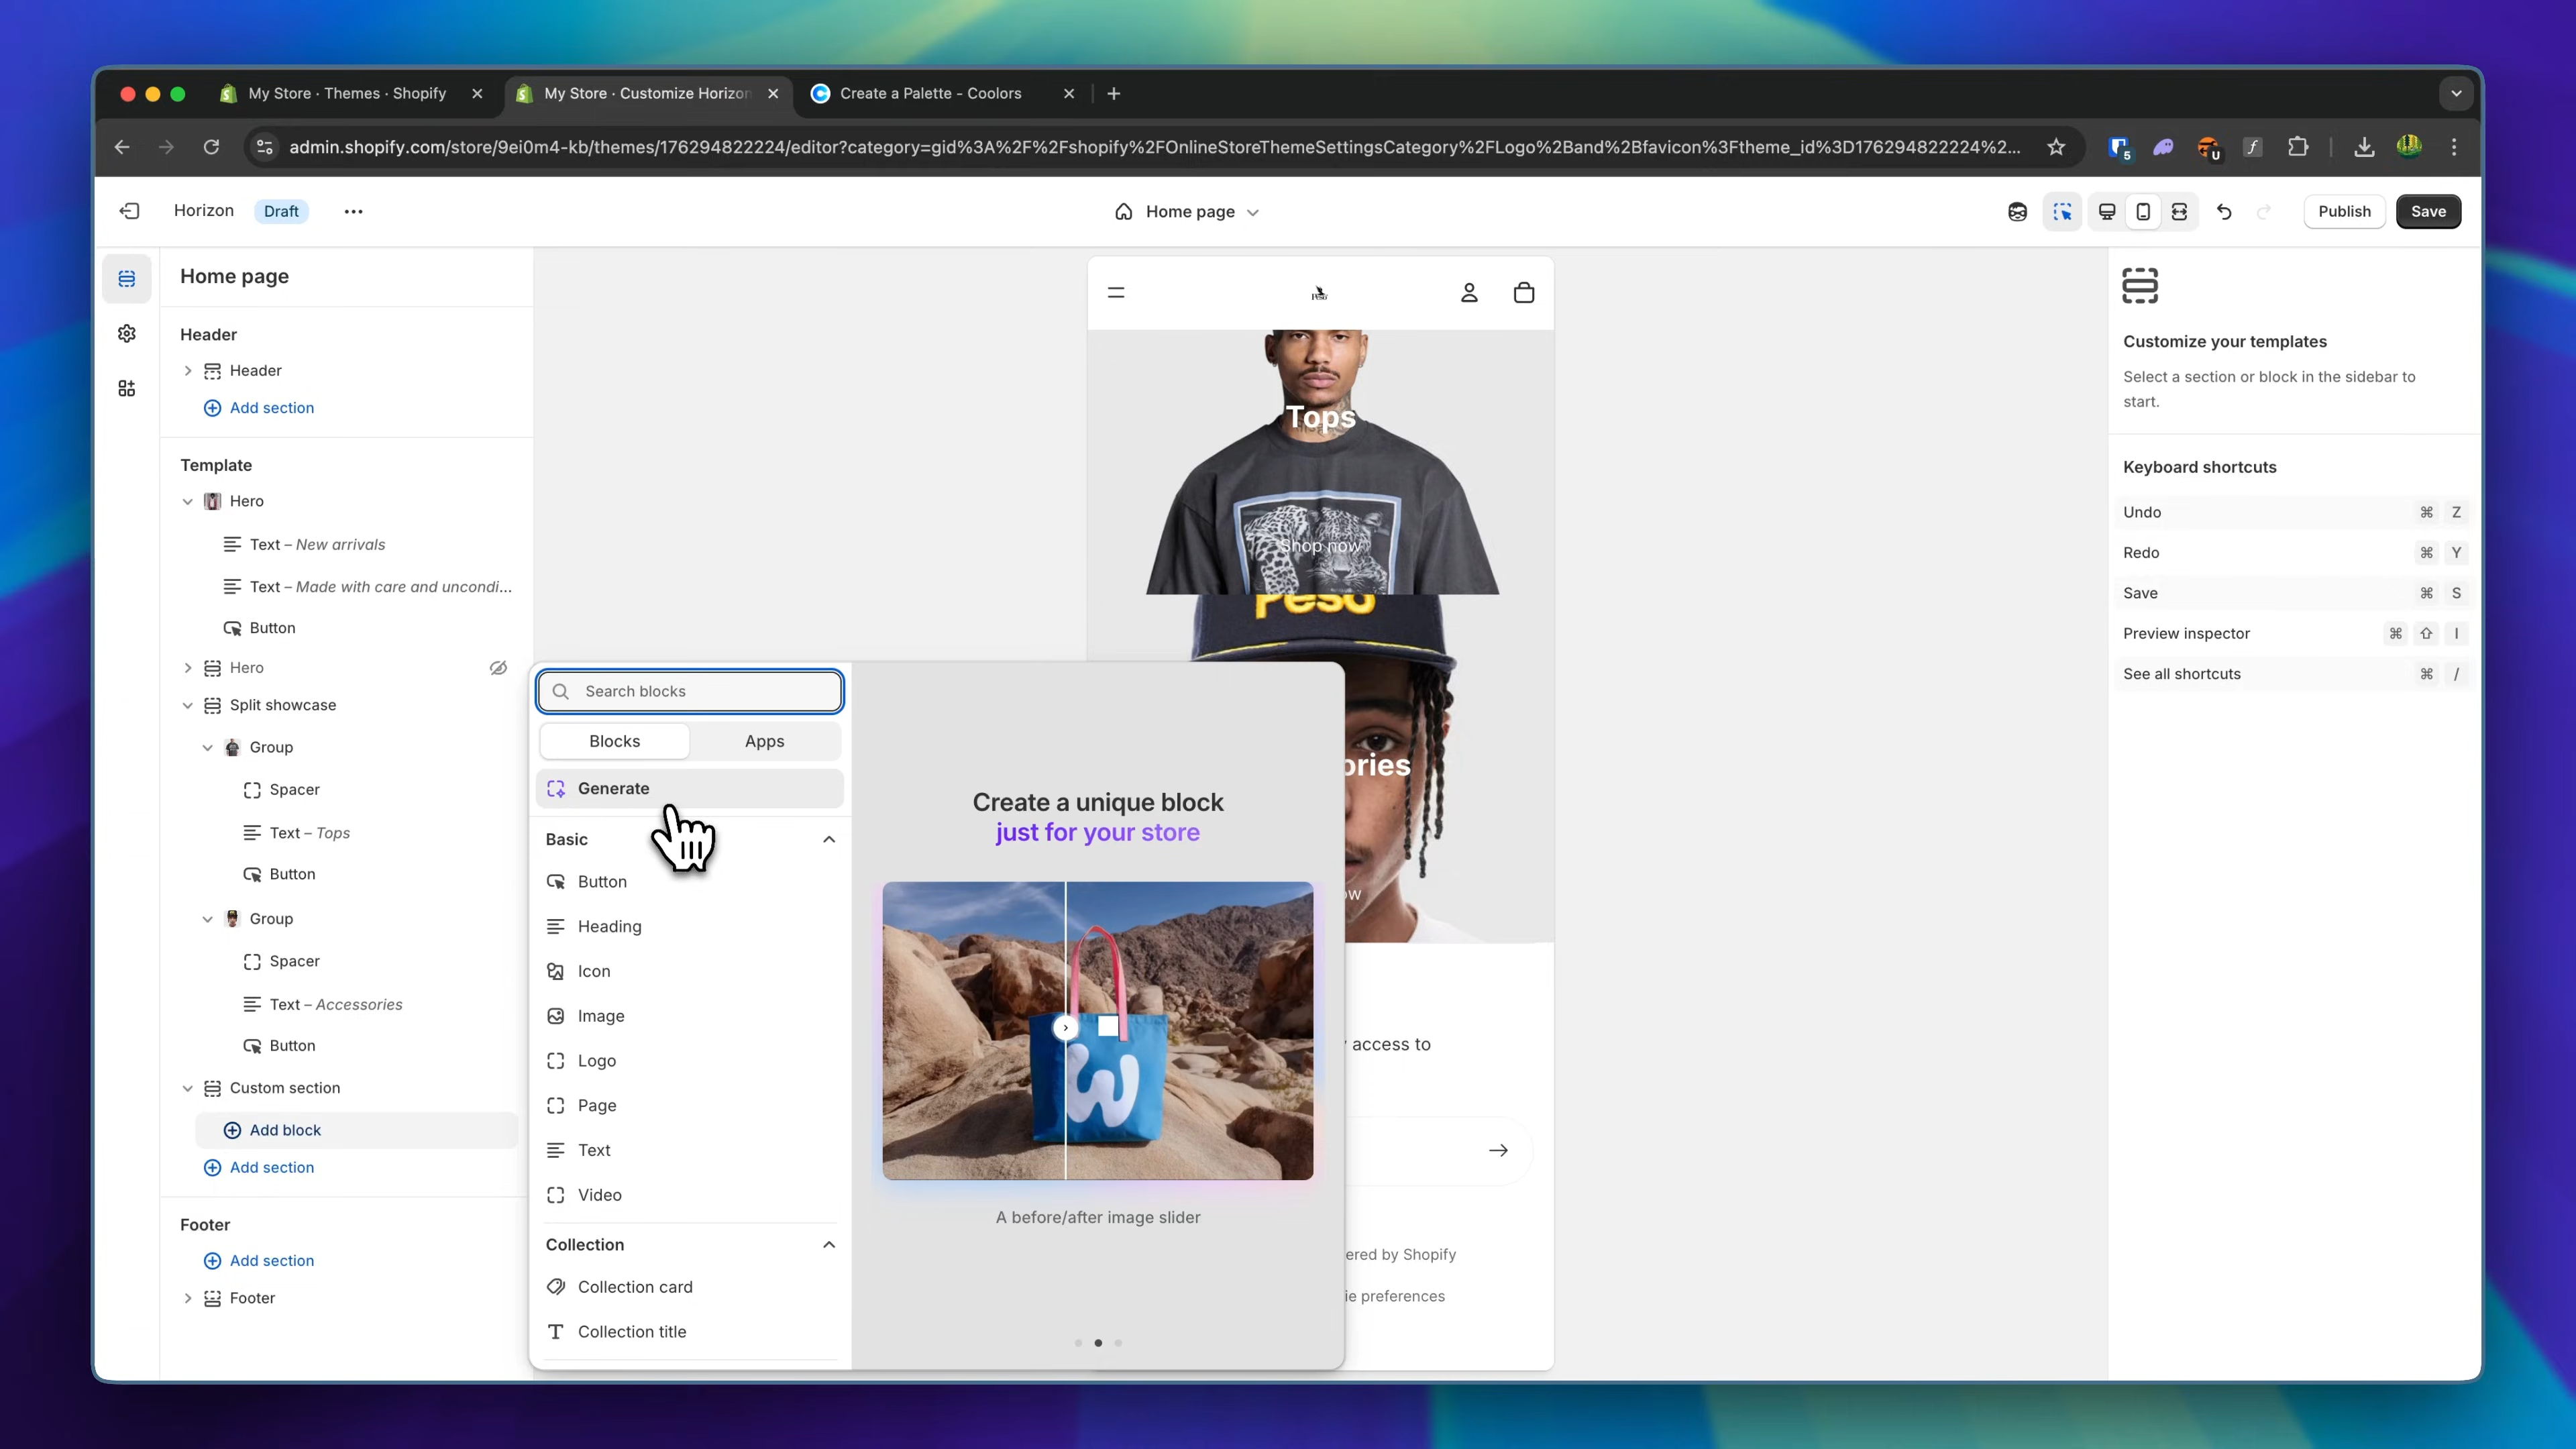 My Store · Themes · Shopify
My Store · Customize Horizon
Create a Palette - Coolors
admin.shopify.com/store/9ei0m4-kb/themes/176294822224/editor?category=gid%3A%2F%2Fshopify%2FOnlineStoreThemeSettingsCategory%2FLogo%2Band%2Bfavicon%3Ftheme_id%3D176294822224%2...
5
U
Horizon
Draft
Home page
Publish
Save
Home page
Header
Header
Add section
Template
Hero
Text – New arrivals
Text – Made with care and uncondi...
Button
Hero
Split showcase
Group
Spacer
Text – Tops
Button
Group
Spacer
Text – Accessories
Button
Custom section
Add block
Add section
Footer
Add section
Footer
Search blocks
Blocks
Apps
Generate
Basic
Button
Heading
Icon
Image
Logo
Page
Text
Video
Collection
Collection card
Collection title
Create a unique block
just for your store
W
A before/after image slider
Peso
Tops
Shop now
Peso
ories
ow
access to
ered by Shopify
ie preferences
Customize your templates
Select a section or block in the sidebar to
start.
Keyboard shortcuts
Undo ⌘ Z
Redo ⌘ Y
Save ⌘ S
Preview inspector ⌘ ⇧ I
See all shortcuts ⌘ /